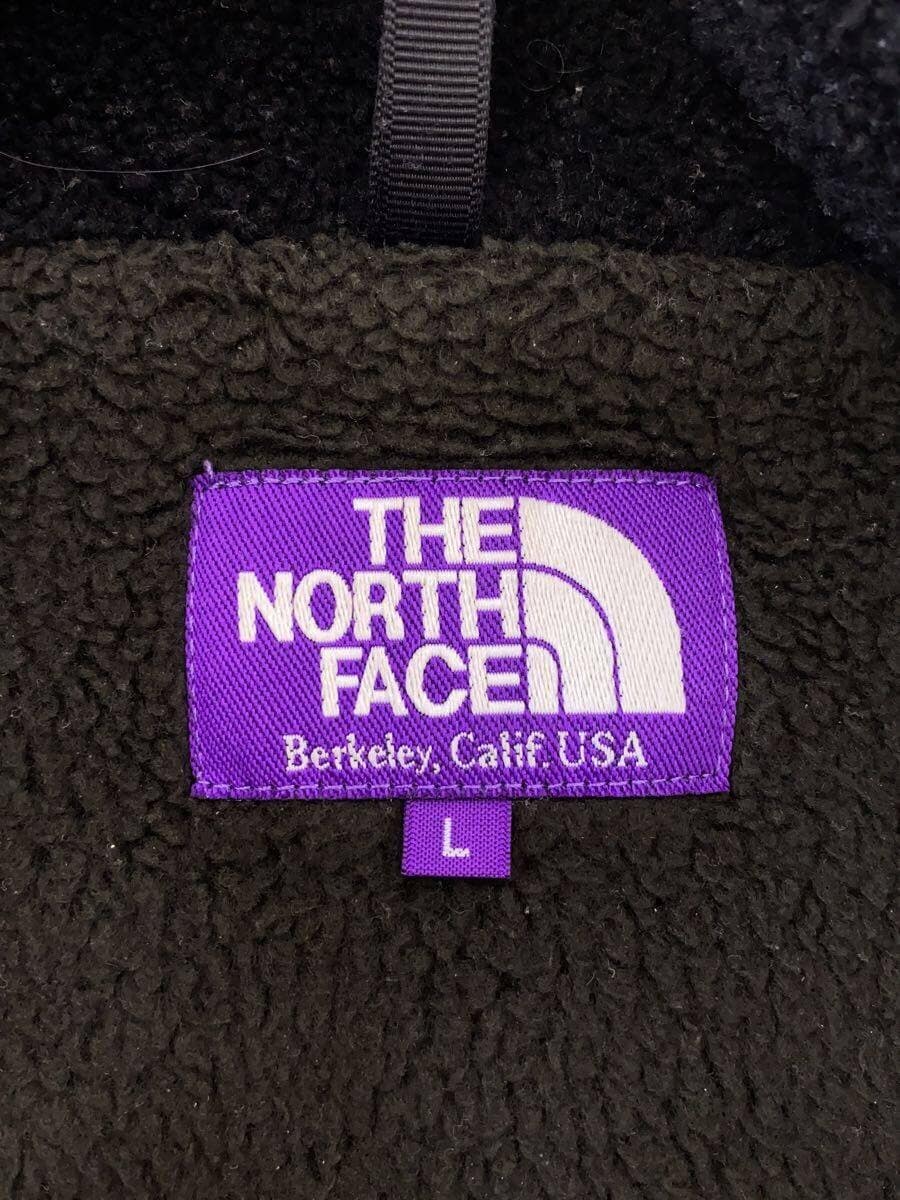 THE
NORTH
FACE
Berkeley, Calif. USA
L